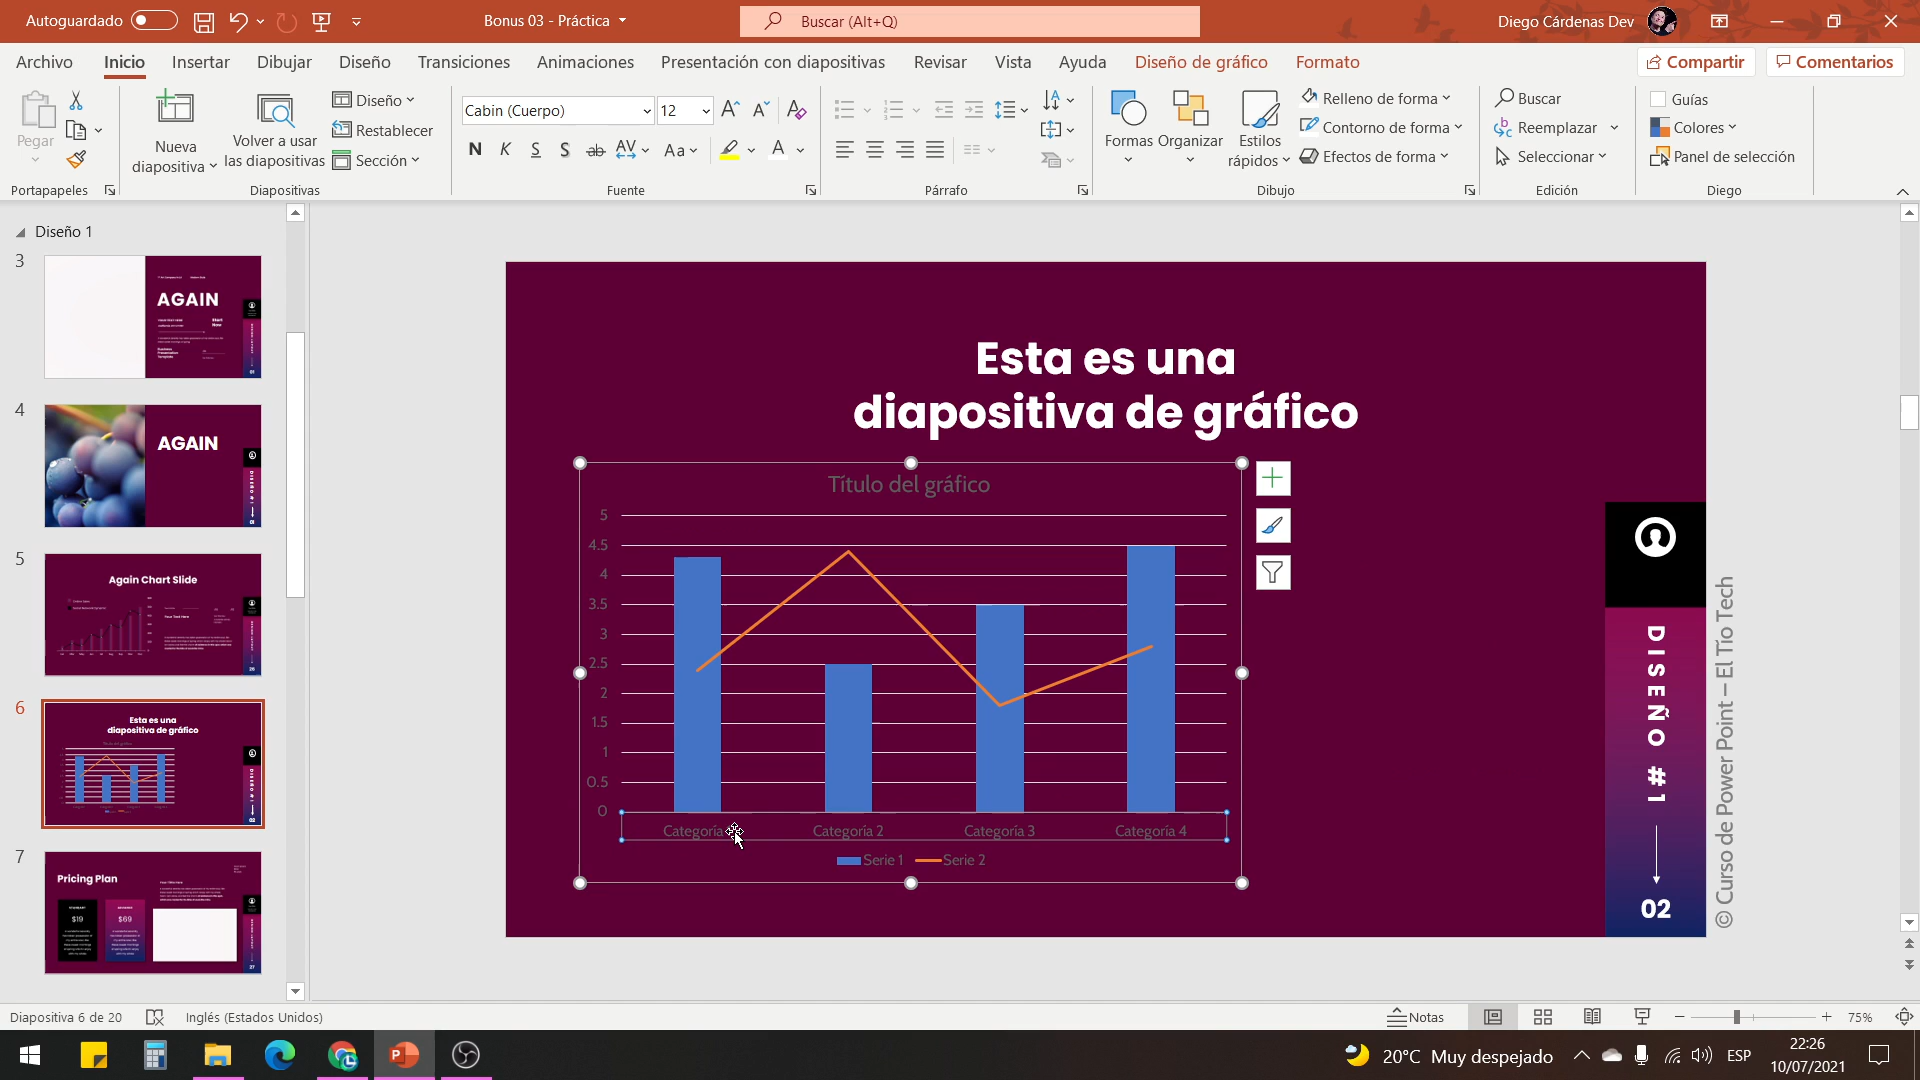 Autoguardado
Bonus 03 - Práctica
Buscar (Alt+Q)
Diego Cárdenas Dev
Archivo
Inicio
Insertar
Dibujar
Diseño
Transiciones
Animaciones
Presentación con diapositivas
Revisar
Vista
Ayuda
Diseño de gráfico
Formato
Compartir
Comentarios
Pegar
Nueva
diapositiva
Volver a usar
las diapositivas
Diseño
Restablecer
Sección
Cabin (Cuerpo)
12
N K S S ab AV Aa A
Formas
Organizar
Estilos
rápidos
Relleno de forma
Contorno de forma
Efectos de forma
Buscar
Reemplazar
Seleccionar
Guías
Colores
Panel de selección
Portapapeles
Diapositivas
Fuente
Párrafo
Dibujo
Edición
Diego
Diseño 1
3
AGAIN
4
AGAIN
5
Again Chart Slide
6
Esta es una
diapositiva de gráfico
7
Pricing Plan
$19
$69
Esta es una
diapositiva de gráfico
Título del gráfico
5
4.5
4
3.5
3
2.5
2
1.5
1
0.5
0
Categoría
Categoría 2
Categoría 3
Categoría 4
Serie 1
Serie 2
DISEÑO #1
02
© Curso de Power Point – El Tío Tech
Diapositiva 6 de 20
Inglés (Estados Unidos)
Notas
75%
20°C Muy despejado
ESP
22:26
10/07/2021